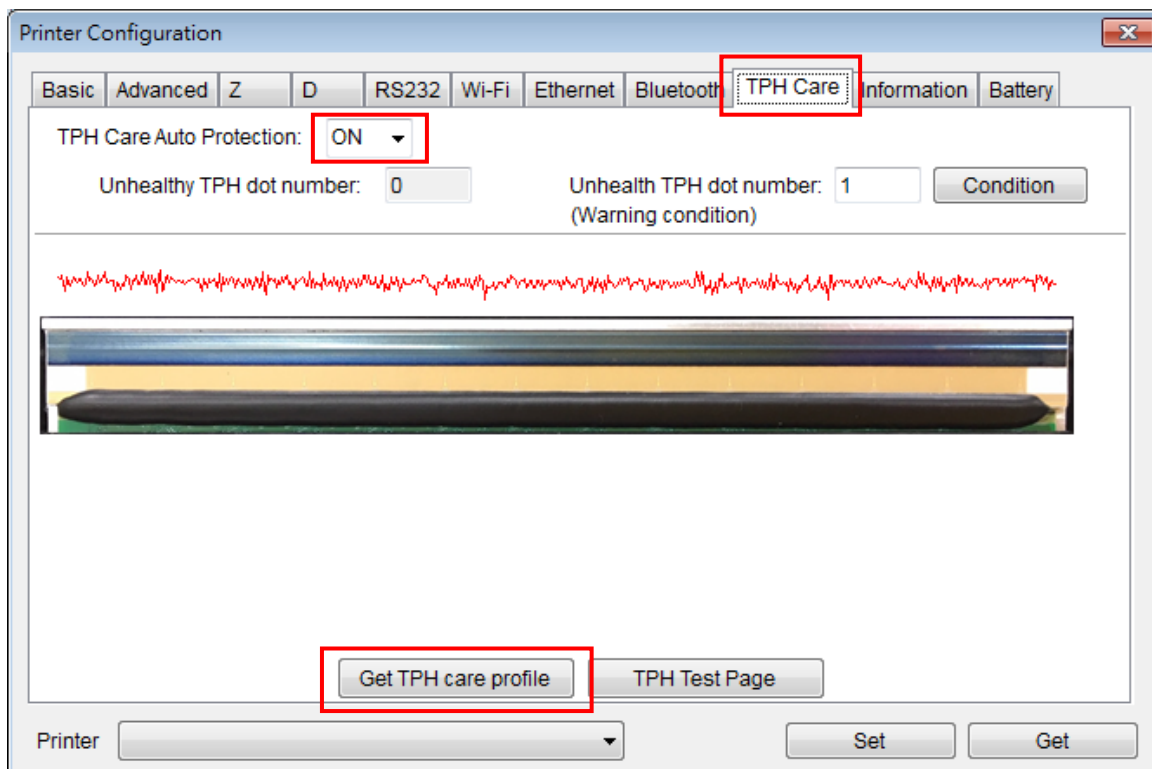 Printer Configuration
Basic Advanced Z D RS232 Wi-Fi Ethernet Bluetooth TPH Care Information Battery
TPH Care Auto Protection: ON
Unhealthy TPH dot number: 0 Unhealth TPH dot number: 1 Condition
(Warning condition)
Get TPH care profile TPH Test Page
Printer Set Get